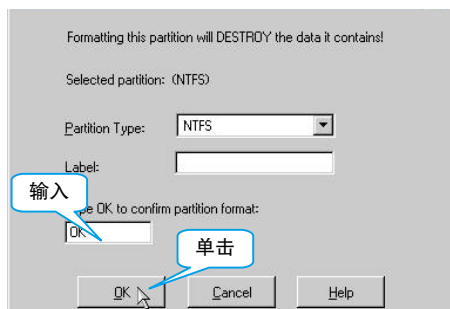 Formatting this partition will DESTROY the data it contains!
Selected partition: (NTFS)
Partition Type: NTFS
Label:
输入
pe OK to confirm partition format:
OK
单击
OK Cancel Help